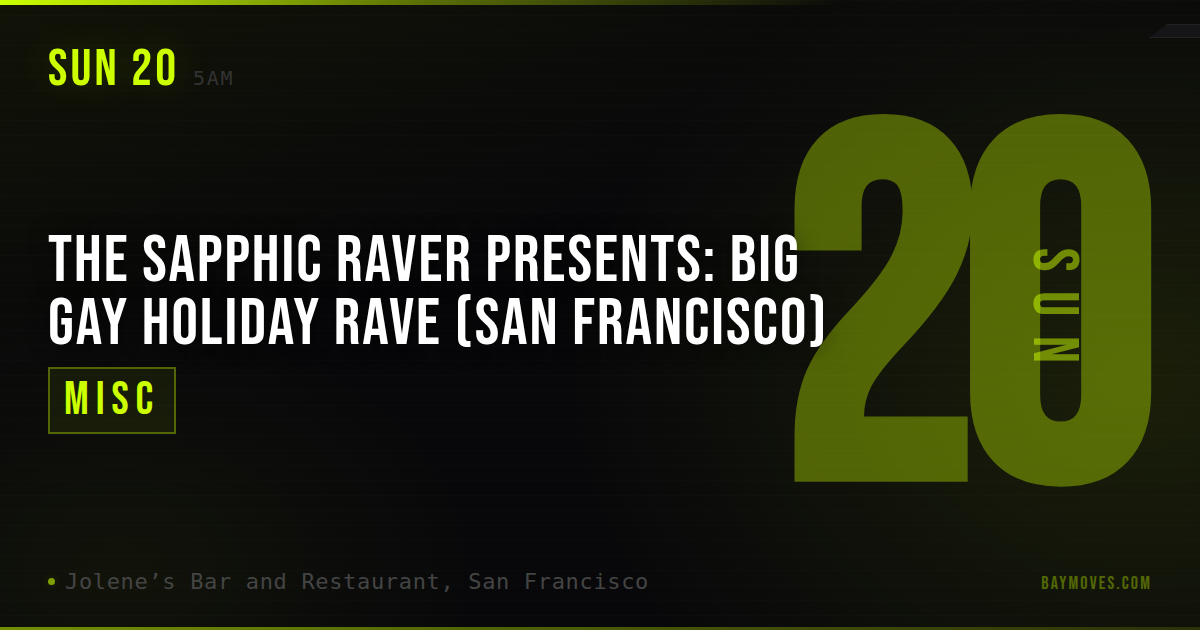 SUN 20 5AM
THE SAPPHIC RAVER PRESENTS: BIG
GAY HOLIDAY RAVE (SAN FRANCISCO)
MISC
20
SUN
Jolene’s Bar and Restaurant, San Francisco
BAYMOVES.COM